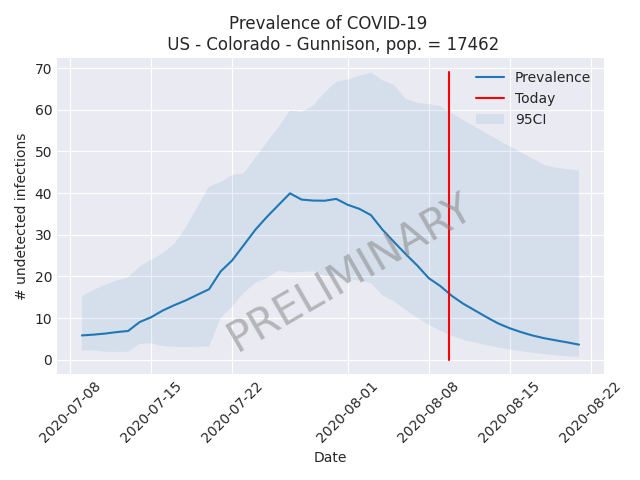 Prevalence of COVID-19
US - Colorado - Gunnison, pop. = 17462
70
60
50
40
30
20
10
0
# undetected infections
Prevalence
Today
95CI
PRELIMINARY
2020-07-08
2020-07-15
2020-07-22
2020-08-01
2020-08-08
2020-08-15
2020-08-22
Date